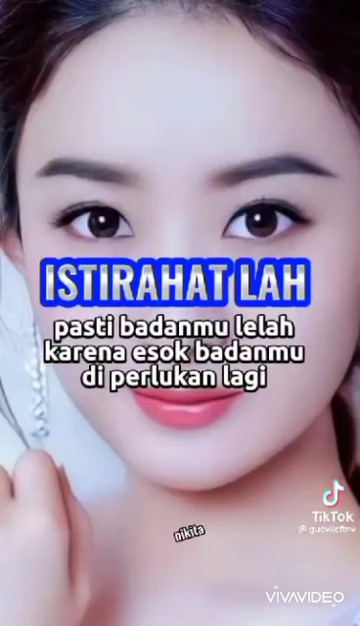 ISTIRAHAT LAH
pasti badanmu lelah
karena esok badanmu
di perlukan lagi
TikTok
nikita
VIVAVIDEO